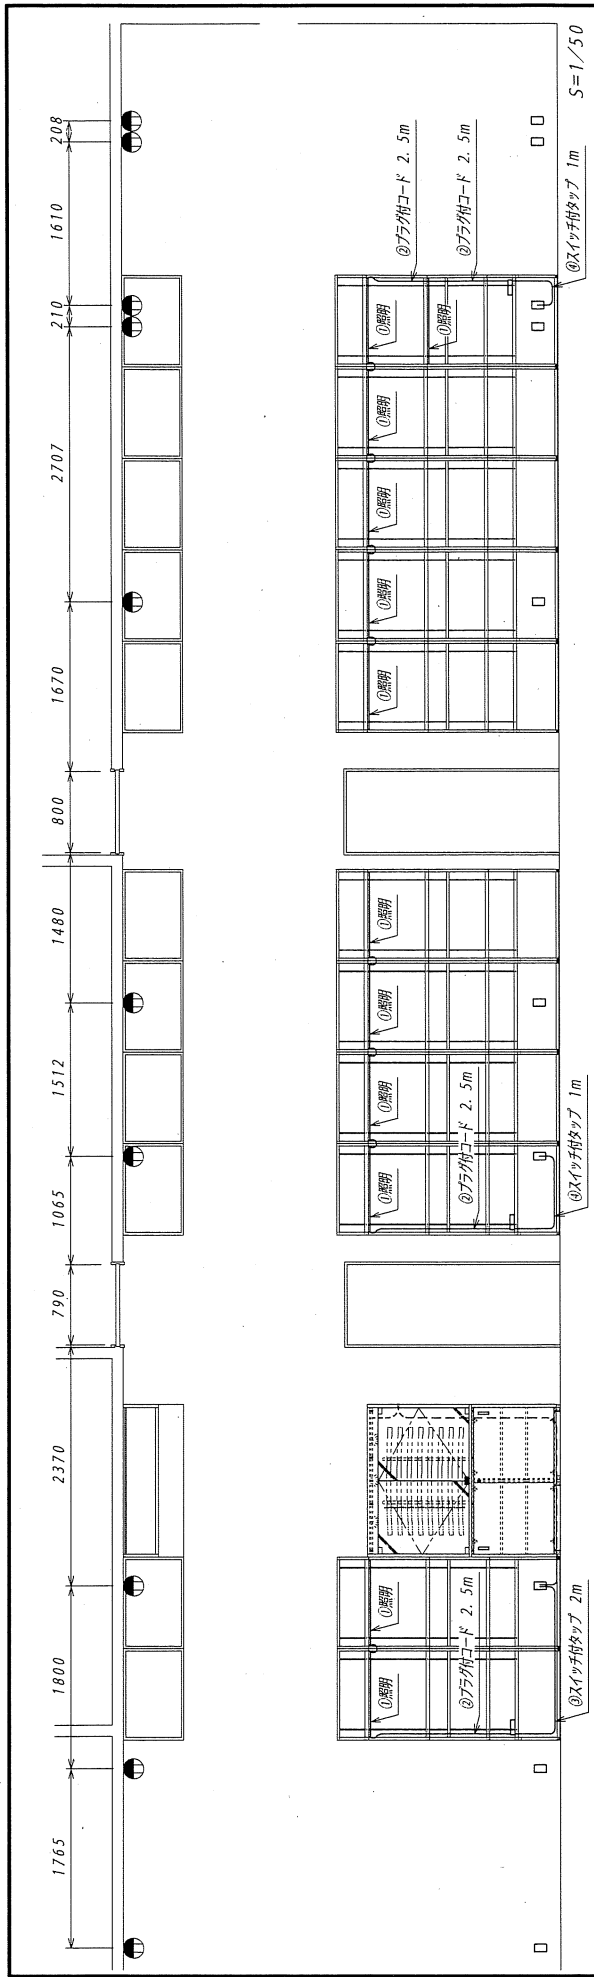 1765
1800
2370
790
1065
1512
1480
800
1670
2707
210
1610
208
①照明
①照明
②プラグ付コード 2.5m
③スイッチ付タップ 2m
①照明
①照明
①照明
①照明
②プラグ付コード 2.5m
④スイッチ付タップ 1m
①照明
①照明
①照明
①照明
①照明
①照明
②プラグ付コード 2.5m
②プラグ付コード 2.5m
④スイッチ付タップ 1m
S=1/50